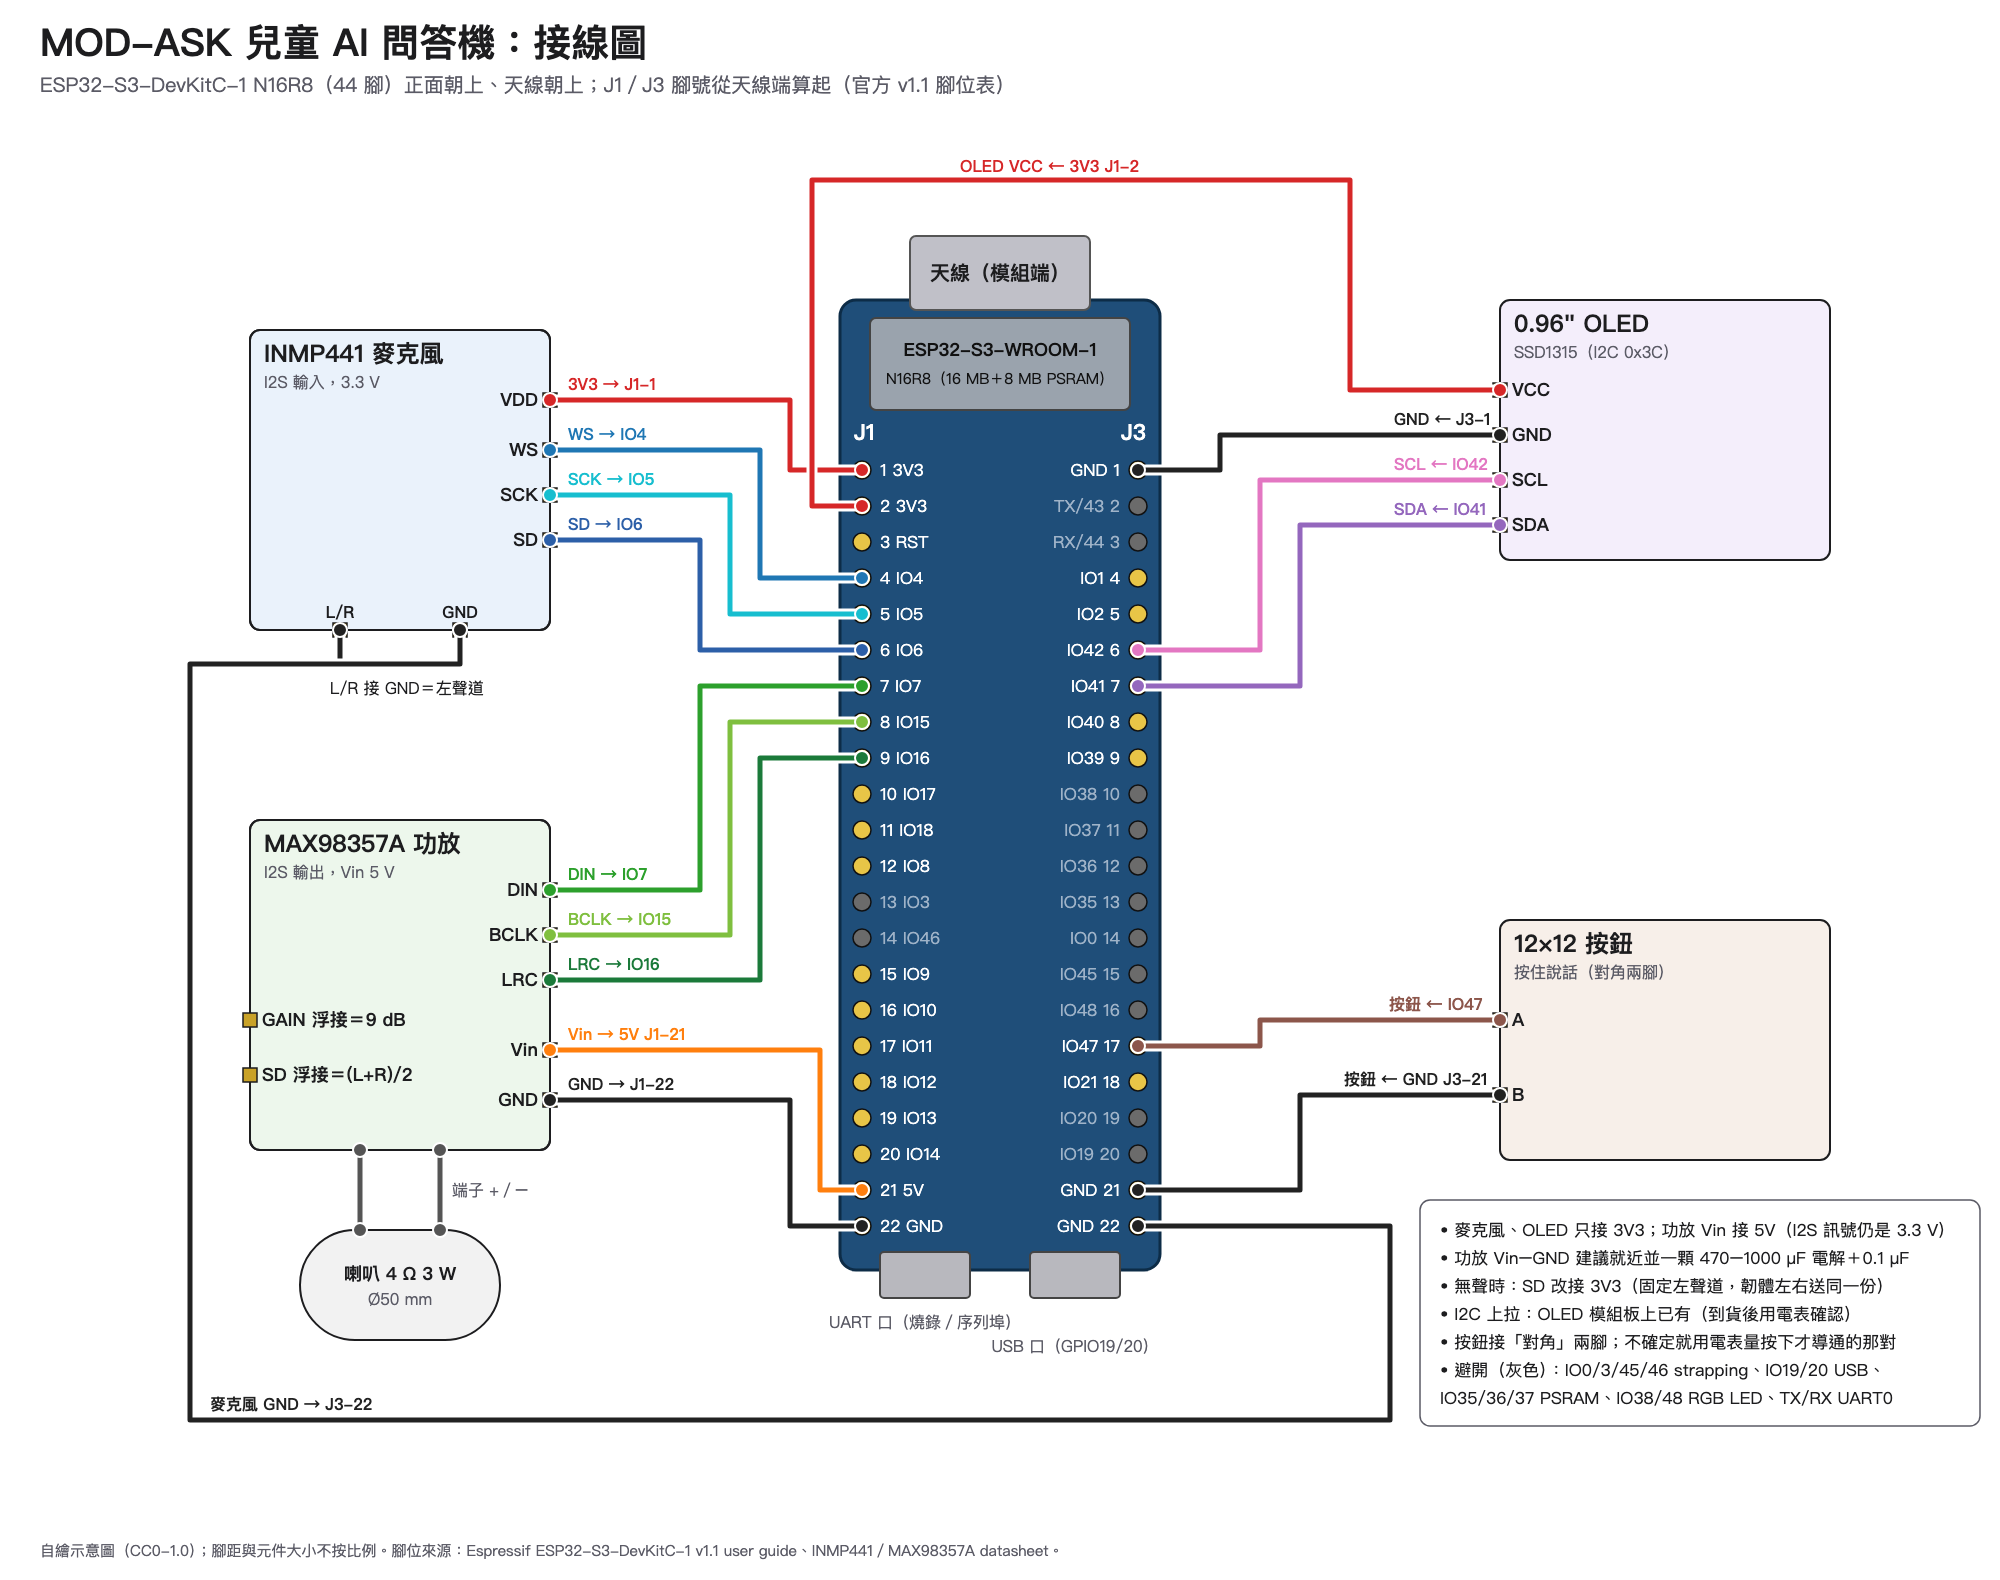 MOD-ASK 兒童 AI 問答機：接線圖
ESP32-S3-DevKitC-1 N16R8（44 腳）正面朝上、天線朝上；J1 / J3 腳號從天線端算起（官方 v1.1 腳位表）
OLED VCC ← 3V3 J1-2
天線（模組端）
ESP32-S3-WROOM-1
N16R8（16 MB＋8 MB PSRAM）
INMP441 麥克風
I2S 輸入，3.3 V
VDD
WS
SCK
SD
L/R
GND
3V3 → J1-1
WS → IO4
SCK → IO5
SD → IO6
L/R 接 GND＝左聲道
0.96" OLED
SSD1315（I2C 0x3C）
VCC
GND
SCL
SDA
GND ← J3-1
SCL ← IO42
SDA ← IO41
J1
1 3V3
2 3V3
3 RST
4 IO4
5 IO5
6 IO6
7 IO7
8 IO15
9 IO16
10 IO17
11 IO18
12 IO8
13 IO3
14 IO46
15 IO9
16 IO10
17 IO11
18 IO12
19 IO13
20 IO14
21 5V
22 GND
J3
GND 1
TX/43 2
RX/44 3
IO1 4
IO2 5
IO42 6
IO41 7
IO40 8
IO39 9
IO38 10
IO37 11
IO36 12
IO35 13
IO0 14
IO45 15
IO48 16
IO47 17
IO21 18
IO20 19
IO19 20
GND 21
GND 22
MAX98357A 功放
I2S 輸出，Vin 5 V
DIN
BCLK
LRC
GAIN 浮接＝9 dB
Vin
SD 浮接＝(L+R)/2
GND
DIN → IO7
BCLK → IO15
LRC → IO16
Vin → 5V J1-21
GND → J1-22
端子 + / −
喇叭 4 Ω 3 W
Ø50 mm
12×12 按鈕
按住說話（對角兩腳）
A
B
按鈕 ← IO47
按鈕 ← GND J3-21
UART 口（燒錄 / 序列埠）
USB 口（GPIO19/20）
麥克風 GND → J3-22
• 麥克風、OLED 只接 3V3；功放 Vin 接 5V（I2S 訊號仍是 3.3 V）
• 功放 Vin–GND 建議就近並一顆 470–1000 µF 電解＋0.1 µF
• 無聲時：SD 改接 3V3（固定左聲道，韌體左右送同一份）
• I2C 上拉：OLED 模組板上已有（到貨後用電表確認）
• 按鈕接「對角」兩腳；不確定就用電表量按下才導通的那對
• 避開（灰色）：IO0/3/45/46 strapping、IO19/20 USB、
IO35/36/37 PSRAM、IO38/48 RGB LED、TX/RX UART0
自繪示意圖（CC0-1.0）；腳距與元件大小不按比例。腳位來源：Espressif ESP32-S3-DevKitC-1 v1.1 user guide、INMP441 / MAX98357A datasheet。